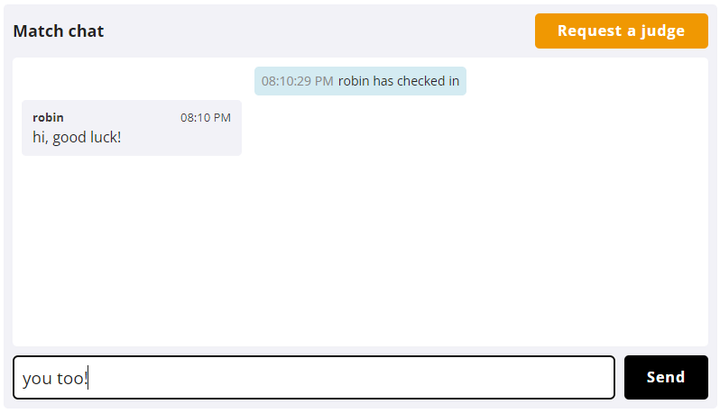 Match chat
Request a judge
08:10:29 PM robin has checked in
robin 08:10 PM
hi, good luck!
you too!
Send